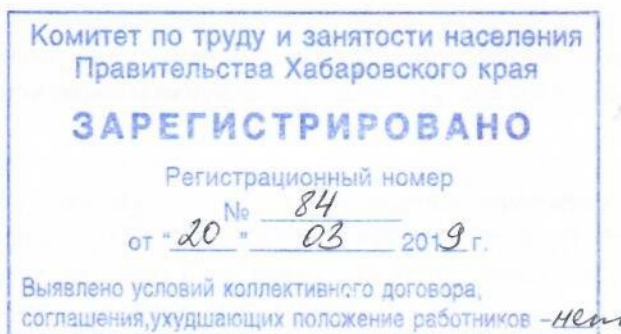 Комитет по труду и занятости населения
Правительства Хабаровского края
ЗАРЕГИСТРИРОВАНО
Регистрационный номер
№ 84
от "20" 03 2019 г.
Выявлено условий коллективного договора,
соглашения,ухудшающих положение работников -нет